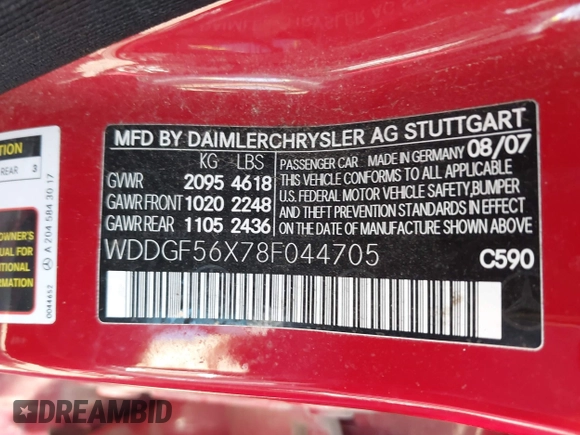 MFD BY DAIMLERCHRYSLER AG STUTTGART
KG LBS
GVWR 2095 4618
GAWR FRONT 1020 2248
GAWR REAR 1105 2436
PASSENGER CAR MADE IN GERMANY 08/07
THIS VEHICLE CONFORMS TO ALL APPLICABLE
U.S. FEDERAL MOTOR VEHICLE SAFETY, BUMPER
AND THEFT PREVENTION STANDARDS IN EFFECT
ON THE DATE OF MANUFACTURE SHOWN ABOVE
WDDGF56X78F044705
C590
REAR 3
OWNER'S
MANUAL FOR
A 204 584 30 17
0044652
DREAMBID